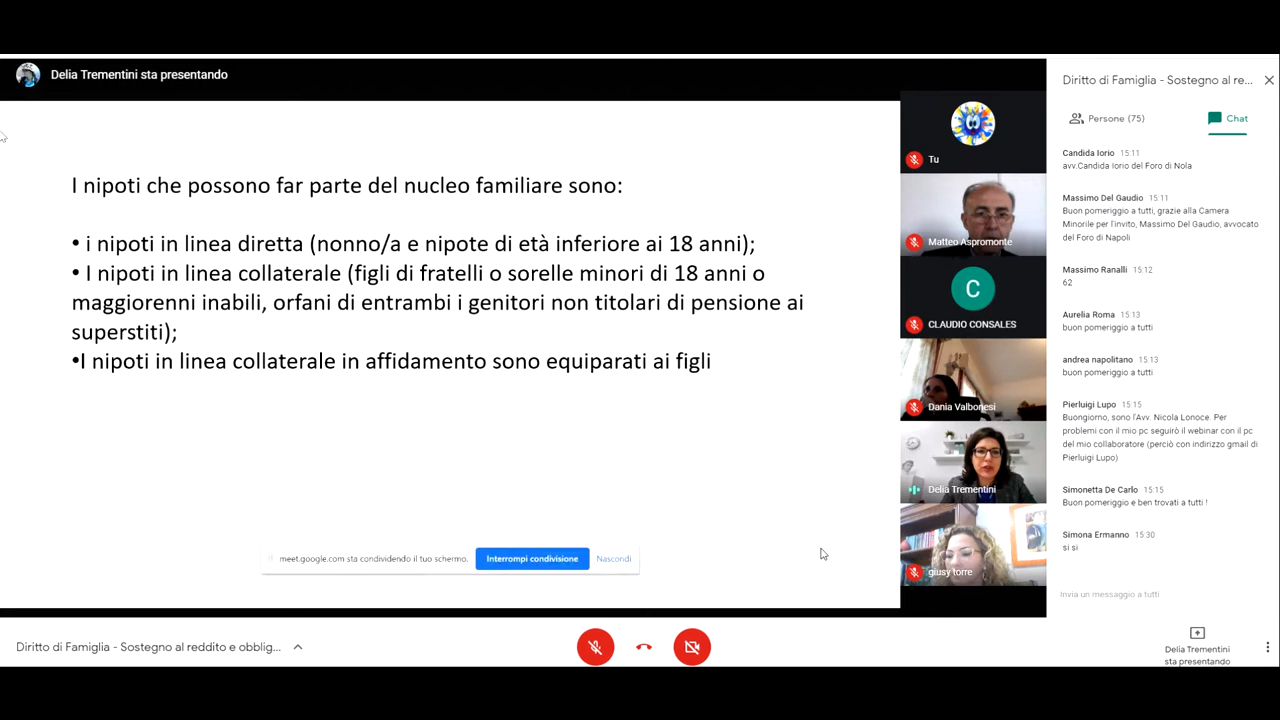 Delia Trementini sta presentando
I nipoti che possono far parte del nucleo familiare sono:
• i nipoti in linea diretta (nonno/a e nipote di età inferiore ai 18 anni);
• I nipoti in linea collaterale (figli di fratelli o sorelle minori di 18 anni o
maggiorenni inabili, orfani di entrambi i genitori non titolari di pensione ai
superstiti);
•I nipoti in linea collaterale in affidamento sono equiparati ai figli
meet.google.com sta condividendo il tuo schermo.
Interrompi condivisione
Nascondi
Tu
Matteo Aspromonte
C
CLAUDIO CONSALES
Dania Valbonesi
Delia Trementini
giusy torre
Diritto di Famiglia - Sostegno al re...
Persone (75)
Chat
Candida Iorio 15:11
avv.Candida Iorio del Foro di Nola
Massimo Del Gaudio 15:11
Buon pomeriggio a tutti, grazie alla Camera
Minorile per l'invito, Massimo Del Gaudio, avvocato
del Foro di Napoli
Massimo Ranalli 15:12
62
Aurelia Roma 15:13
buon pomeriggio a tutti
andrea napolitano 15:13
buon pomeriggio a tutti
Pierluigi Lupo 15:15
Buongiorno, sono l'Avv. Nicola Lonoce. Per
problemi con il mio pc seguirò il webinar con il pc
del mio collaboratore (perciò con indirizzo gmail di
Pierluigi Lupo)
Simonetta De Carlo 15:15
Buon pomeriggio e ben trovati a tutti !
Simona Ermanno 15:30
si si
Invia un messaggio a tutti
Diritto di Famiglia - Sostegno al reddito e obblig...
Delia Trementini
sta presentando